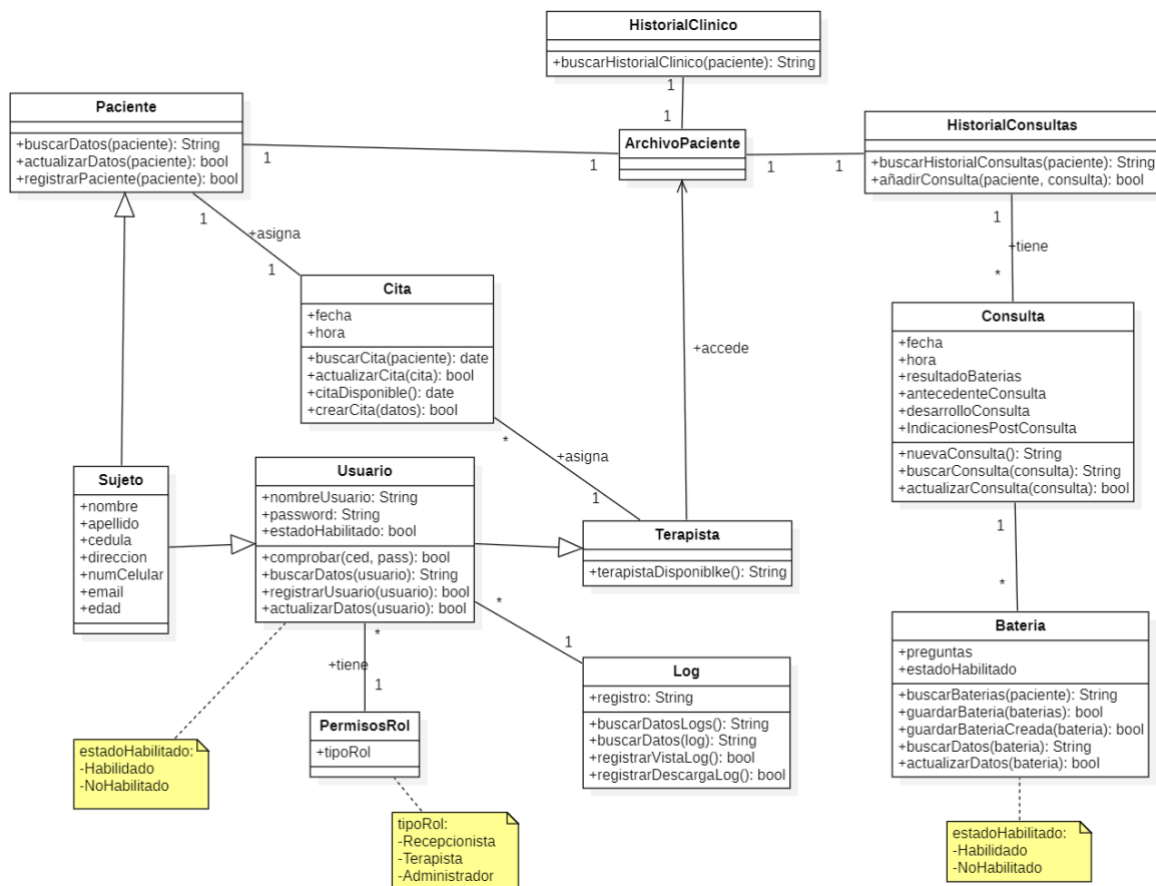 HistorialClinico
+buscarHistorialClinico(paciente): String
1
1
Paciente
+buscarDatos(paciente): String
+actualizarDatos(paciente): bool
+registrarPaciente(paciente): bool
1
1
ArchivoPaciente
1
1
HistorialConsultas
+buscarHistorialConsultas(paciente): String
+añadirConsulta(paciente, consulta): bool
1
+asigna
1
1
+tiene
*
Cita
+fecha
+hora
+buscarCita(paciente): date
+actualizarCita(cita): bool
+citaDisponible(): date
+crearCita(datos): bool
+accede
Consulta
+fecha
+hora
+resultadoBaterias
+antecedenteConsulta
+desarrolloConsulta
+IndicacionesPostConsulta
+nuevaConsulta(): String
+buscarConsulta(consulta): String
+actualizarConsulta(consulta): bool
*
+asigna
1
Sujeto
+nombre
+apellido
+cedula
+direccion
+numCelular
+email
+edad
Usuario
+nombreUsuario: String
+password: String
+estadoHabilitado: bool
+comprobar(ced, pass): bool
+buscarDatos(usuario): String
+registrarUsuario(usuario): bool
+actualizarDatos(usuario): bool
Terapista
+terapistaDisponiblke(): String
1
*
*
1
*
+tiene
1
Log
+registro: String
+buscarDatosLogs(): String
+buscarDatos(log): String
+registrarVistaLog(): bool
+registrarDescargaLog(): bool
Bateria
+preguntas
+estadoHabilitado
+buscarBaterias(paciente): String
+guardarBateria(baterias): bool
+guardarBateriaCreada(bateria): bool
+buscarDatos(bateria): String
+actualizarDatos(bateria): bool
PermisosRol
+tipoRol
estadoHabilitado:
-Habilidado
-NoHabilitado
tipoRol:
-Recepcionista
-Terapista
-Administrador
estadoHabilitado:
-Habilidado
-NoHabilitado